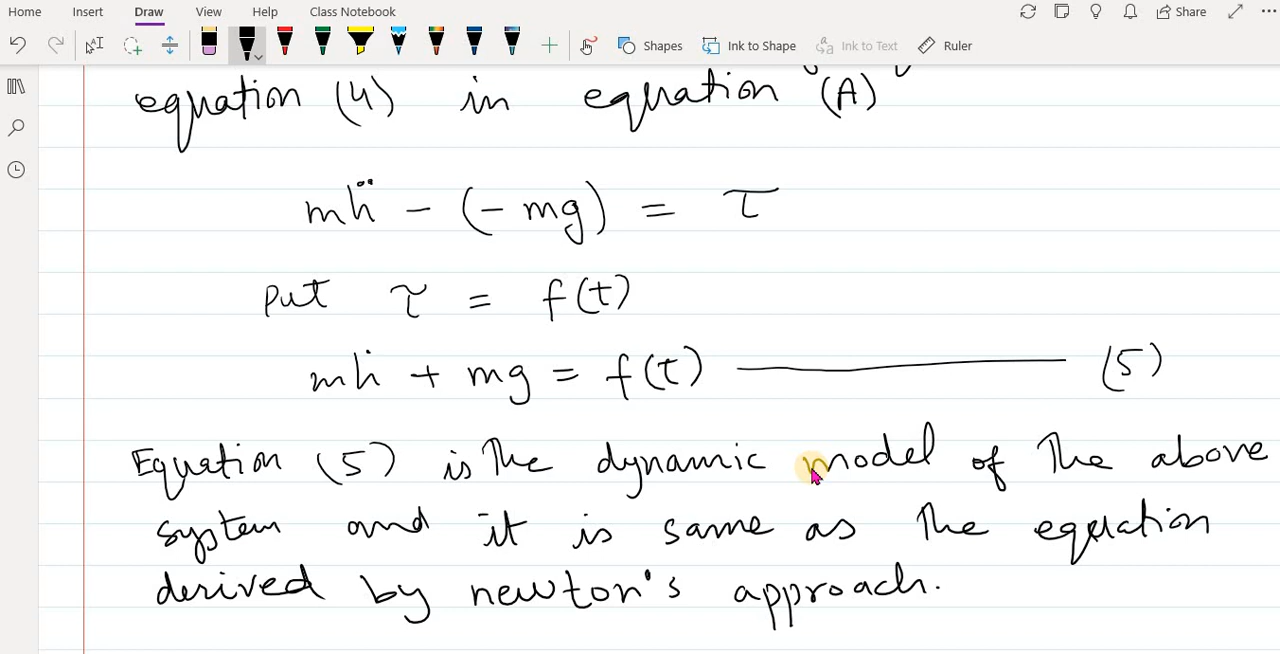 Home Insert Draw View Help Class Notebook Share
Shapes Ink to Shape Ink to Text Ruler
equation (4) in equation (A)
mḧ - (- mg) = τ
put τ = f(t)
mḣ + mg = f(t) ——— (5)
Equation (5) is the dynamic model of the above
system and it is same as the equation
derived by newton's approach.